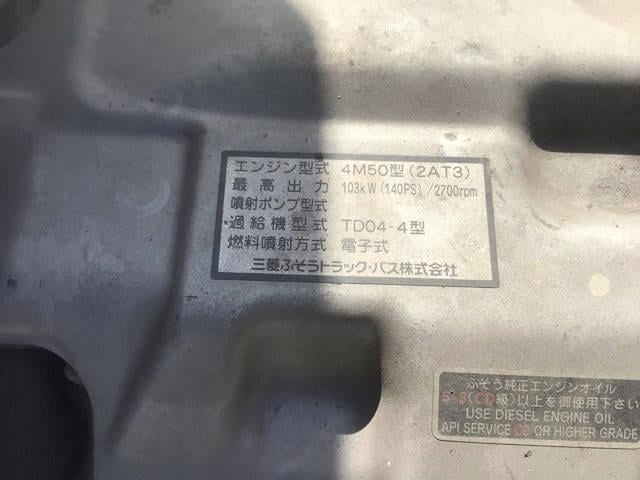 エンジン型式 4M50型(2AT3)
最高出力 103kW(140PS)/2700rpm
噴射ポンプ型式
過給機型式 TD04-4型
燃料噴射方式 電子式
三菱ふそうトラック・バス株式会社
ふそう純正エンジンオイル
(CD級)以上を御使用下さい
USE DIESEL ENGINE OIL
API SERVICE CD OR HIGHER GRADE